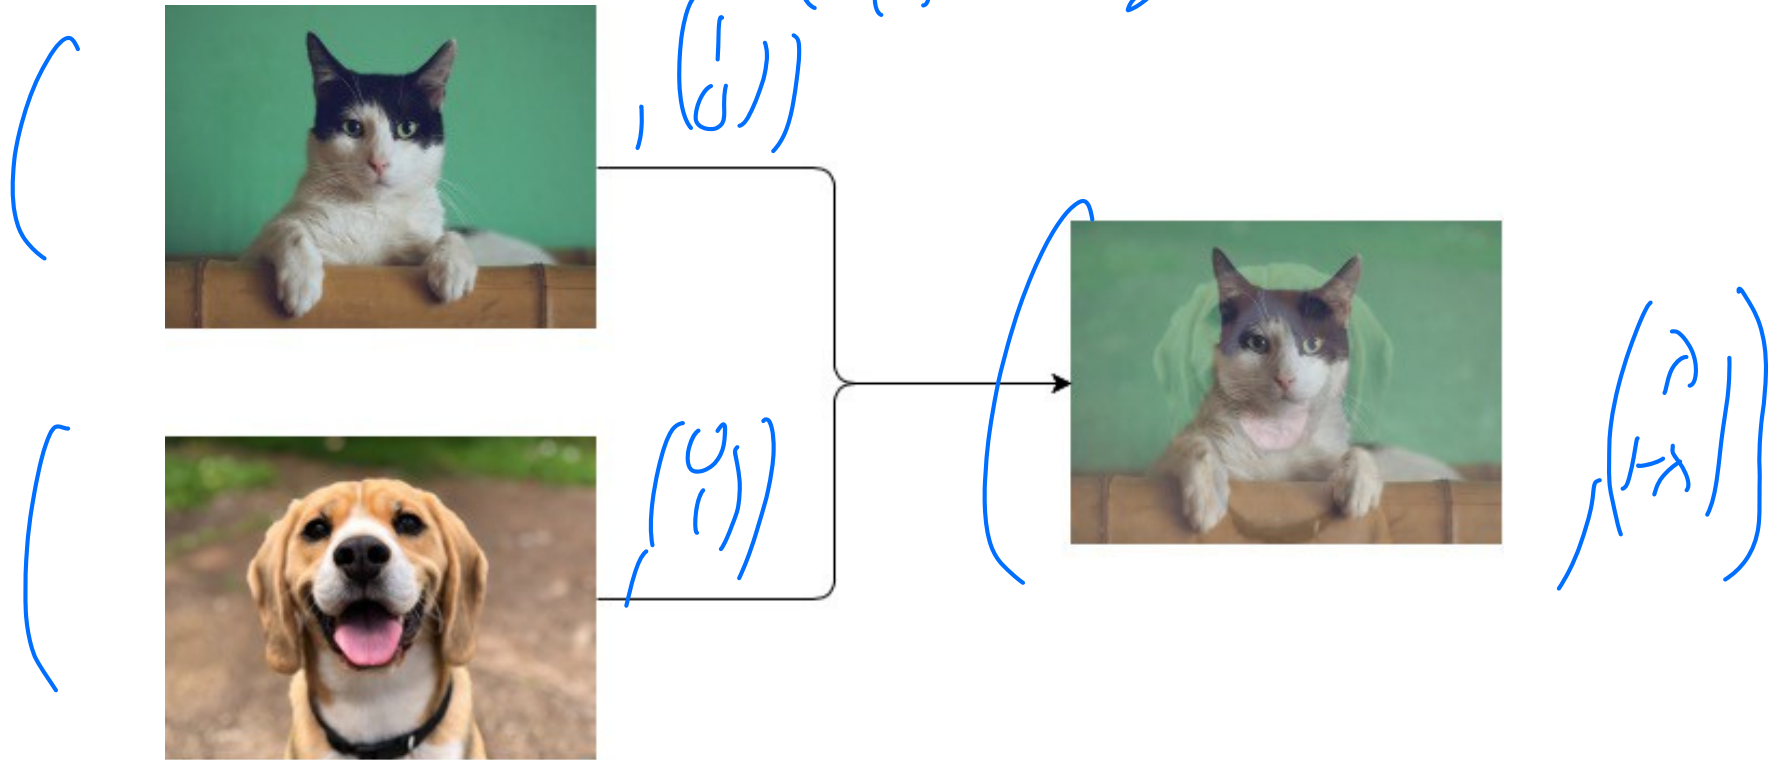 , (1
0))
, (0
1))
, (λ
1-λ))